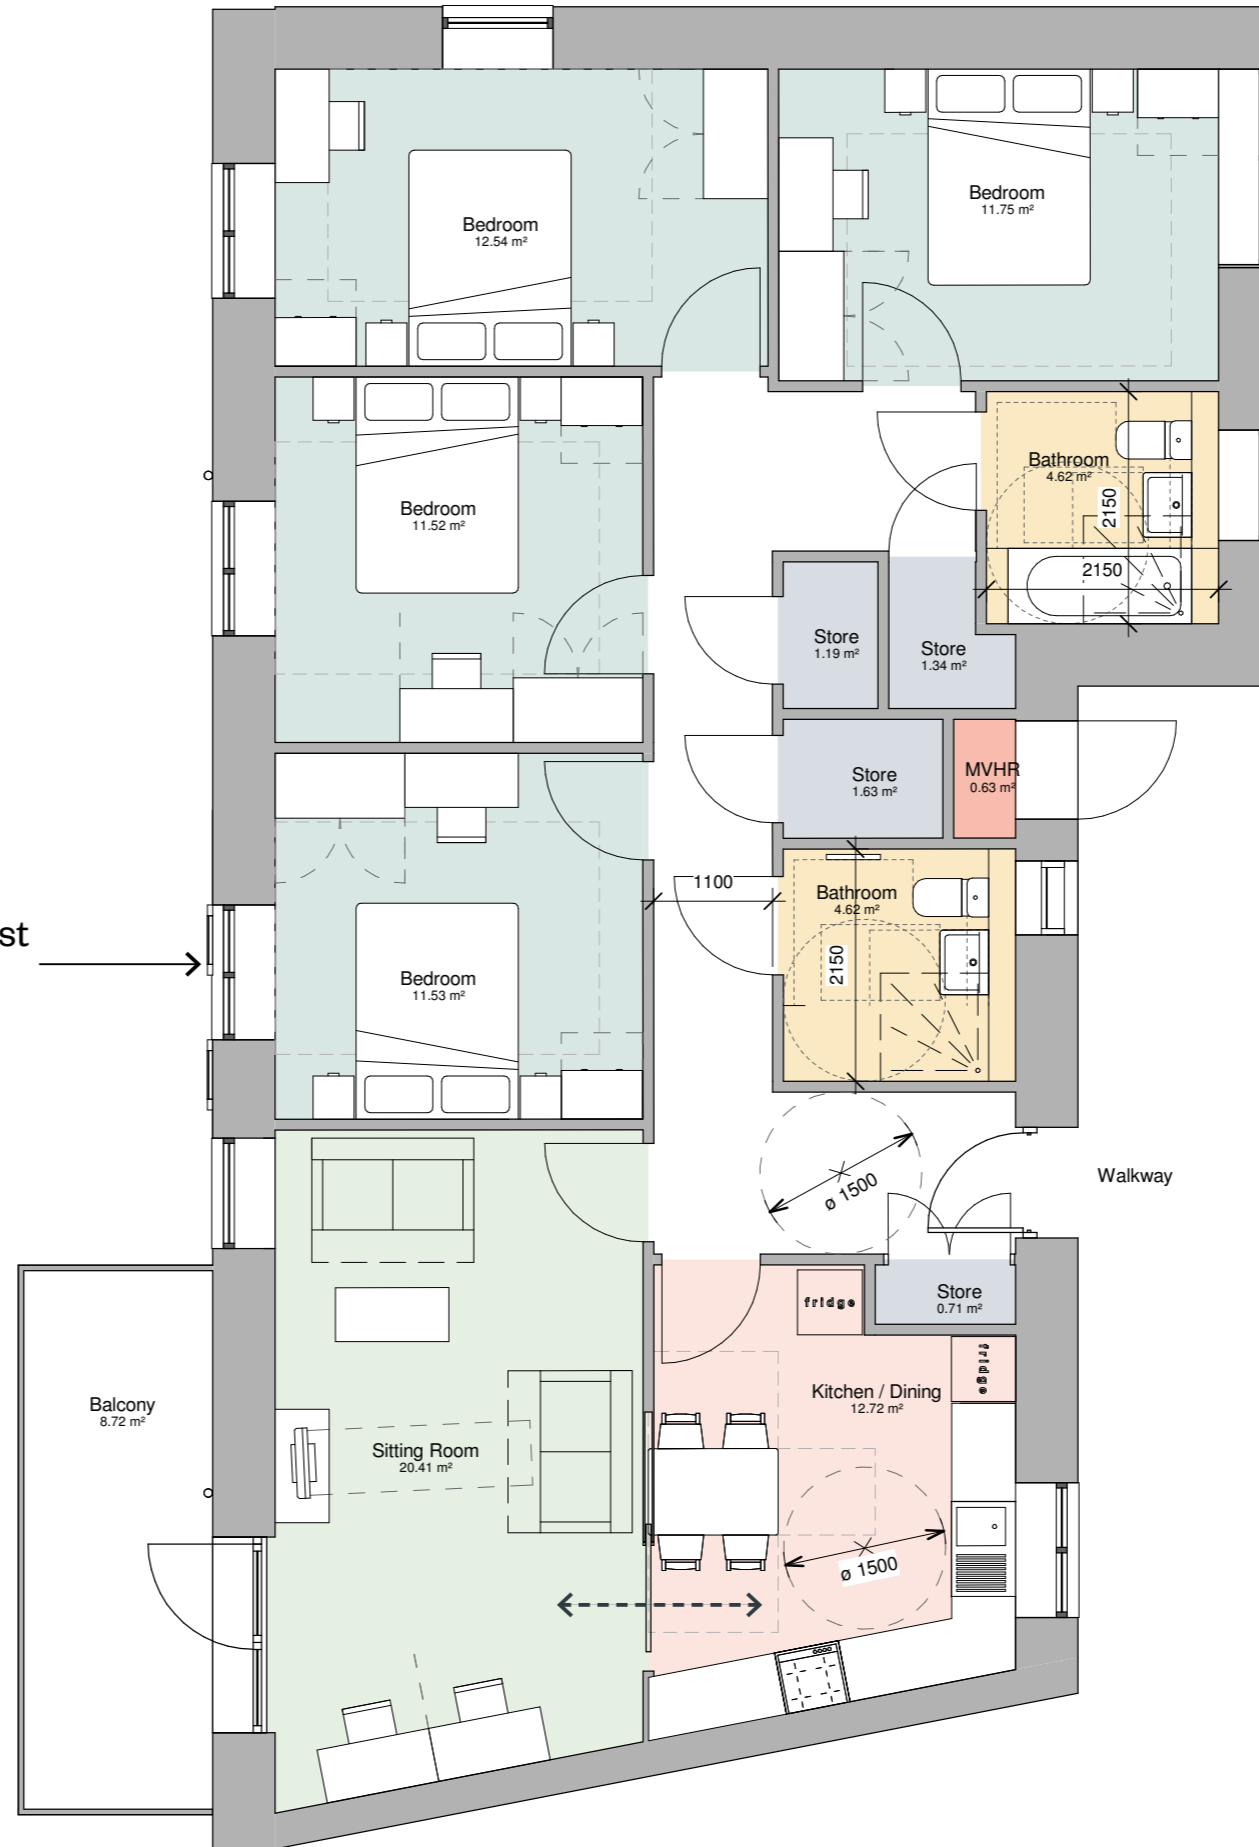 Bedroom
12.54 m²
Bedroom
11.75 m²
Bedroom
11.52 m²
Bathroom
4.62 m²
2150
2150
Store
1.19 m²
Store
1.34 m²
Store
1.63 m²
MVHR
0.63 m²
1100
Bathroom
4.62 m²
2150
st
Bedroom
11.53 m²
Walkway
ø 1500
Store
0.71 m²
fridge
fridge
Kitchen / Dining
12.72 m²
Balcony
8.72 m²
Sitting Room
20.41 m²
ø 1500